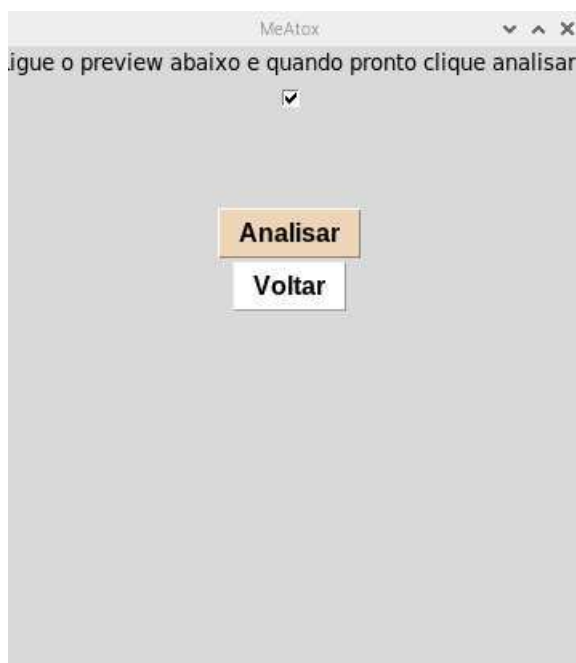 MeAtox
igue o preview abaixo e quando pronto clique analisar
Analisar
Voltar